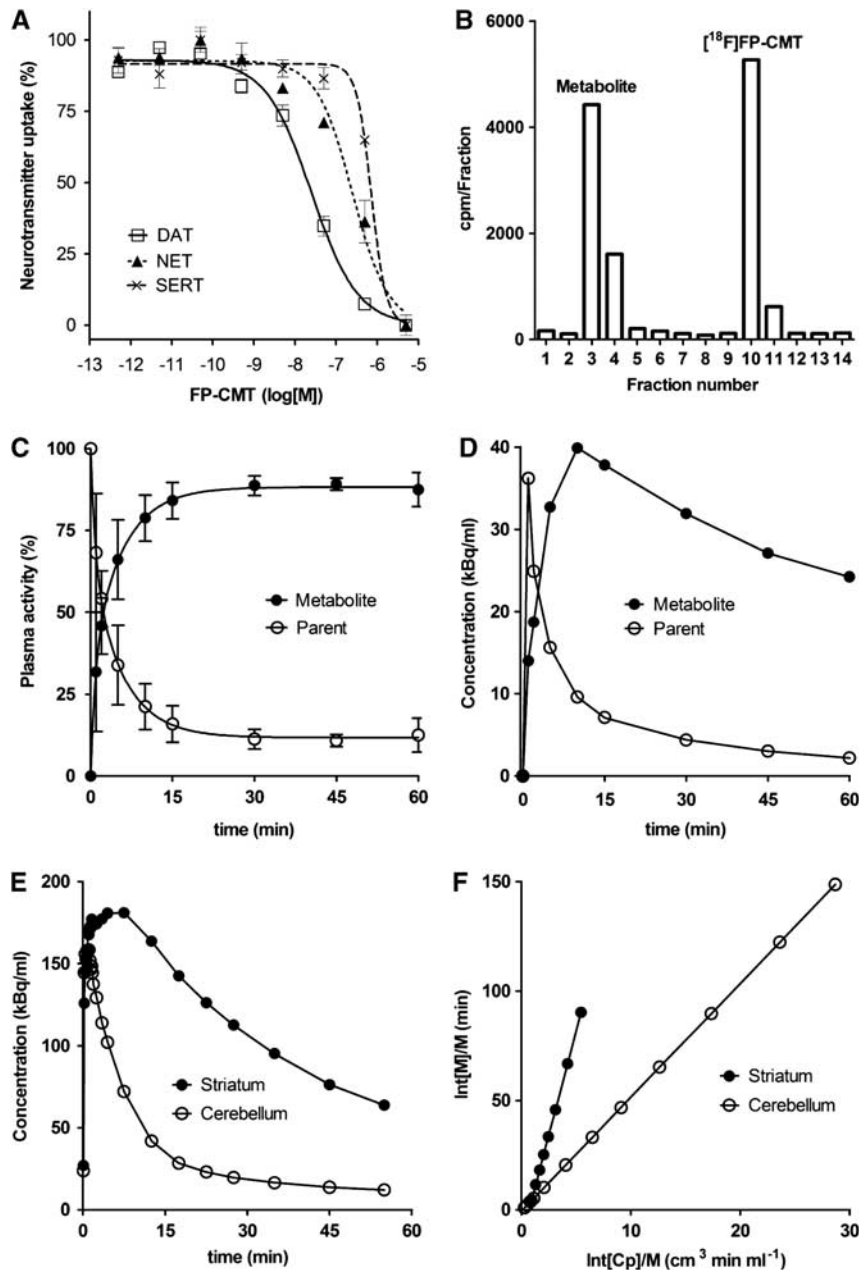 A
Neurotransmitter uptake (%)
100
75
50
25
0
DAT
NET
SERT
-13 -12 -11 -10 -9 -8 -7 -6 -5
FP-CMT (log[M])
B
[18F]FP-CMT
Metabolite
cpm/Fraction
6000
4000
2000
0
1 2 3 4 5 6 7 8 9 10 11 12 13 14
Fraction number
C
Plasma activity (%)
100
75
50
25
0
Metabolite
Parent
0 15 30 45 60
time (min)
D
Concentration (kBq/ml)
40
30
20
10
0
Metabolite
Parent
0 15 30 45 60
time (min)
E
Concentration (kBq/ml)
200
150
100
50
0
Striatum
Cerebellum
0 15 30 45 60
time (min)
F
Int[M]/M (min)
150
100
50
0
Striatum
Cerebellum
0 10 20 30
Int[Cp]/M (cm³ min ml⁻¹)